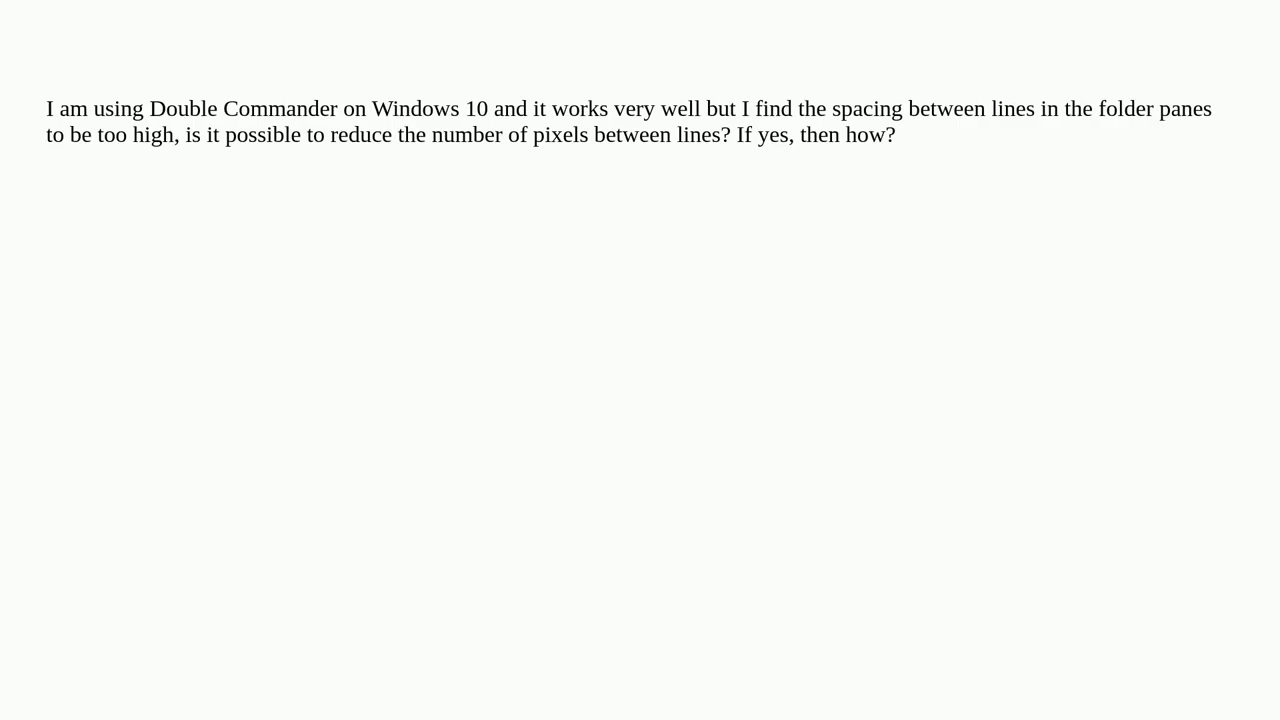 I am using Double Commander on Windows 10 and it works very well but I find the spacing between lines in the folder panes
to be too high, is it possible to reduce the number of pixels between lines? If yes, then how?